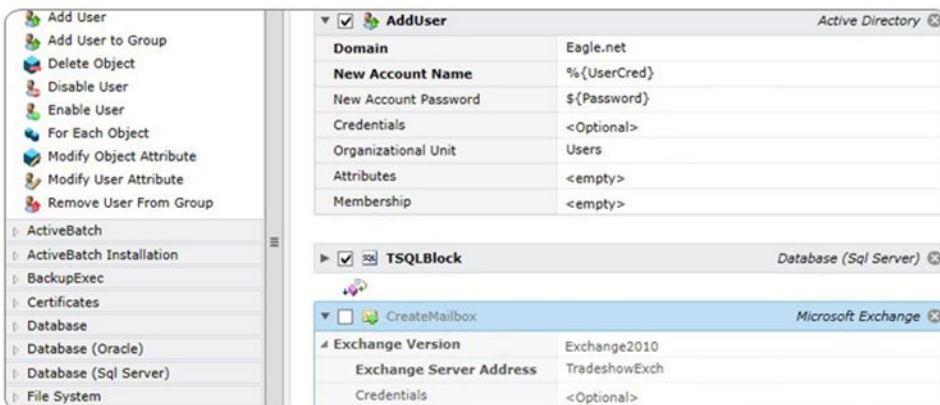 Add User
Add User to Group
Delete Object
Disable User
Enable User
For Each Object
Modify Object Attribute
Modify User Attribute
Remove User From Group
ActiveBatch
ActiveBatch Installation
BackupExec
Certificates
Database
Database (Oracle)
Database (Sql Server)
File System
AddUser Active Directory
Domain Eagle.net
New Account Name %{UserCred}
New Account Password ${Password}
Credentials <Optional>
Organizational Unit Users
Attributes <empty>
Membership <empty>
SQL TSQLBlock Database (Sql Server)
CreateMailbox Microsoft Exchange
Exchange Version Exchange2010
Exchange Server Address TradeshowExch
Credentials <Optional>